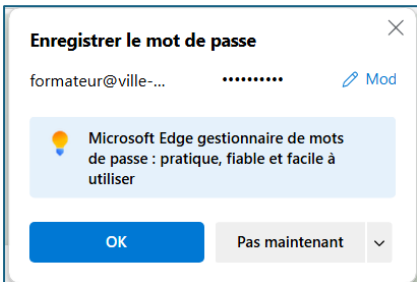 Enregistrer le mot de passe
formateur@ville-... •••••••••• Mod
Microsoft Edge gestionnaire de mots
de passe : pratique, fiable et facile à
utiliser
OK Pas maintenant